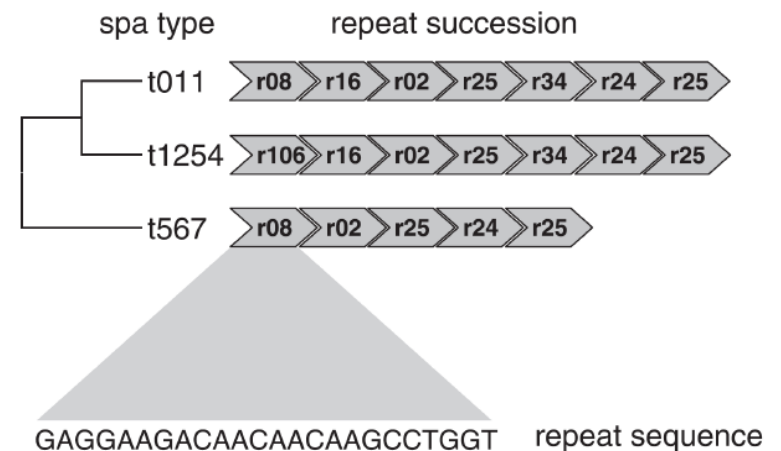 spa type repeat succession
t011 r08 r16 r02 r25 r34 r24 r25
t1254 r106 r16 r02 r25 r34 r24 r25
t567 r08 r02 r25 r24 r25
GAGGAAGACAACAACAAGCCTGGT repeat sequence